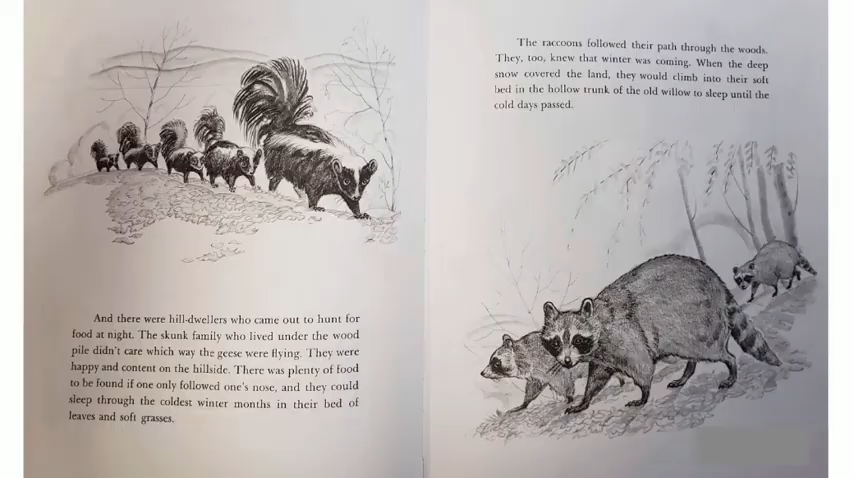 And there were hill-dwellers who came out to hunt for
food at night. The skunk family who lived under the wood
pile didn't care which way the geese were flying. They were
happy and content on the hillside. There was plenty of food
to be found if one only followed one's nose, and they could
sleep through the coldest winter months in their bed of
leaves and soft grasses.
The raccoons followed their path through the woods.
They, too, knew that winter was coming. When the deep
snow covered the land, they would climb into their soft
bed in the hollow trunk of the old willow to sleep until the
cold days passed.